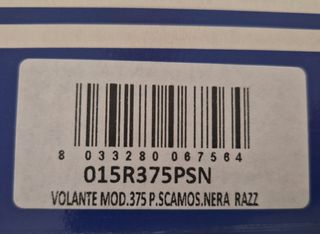 8 033280 067564
015R375PSN
VOLANTE MOD.375 P.SCAMOS.NERA RAZZ